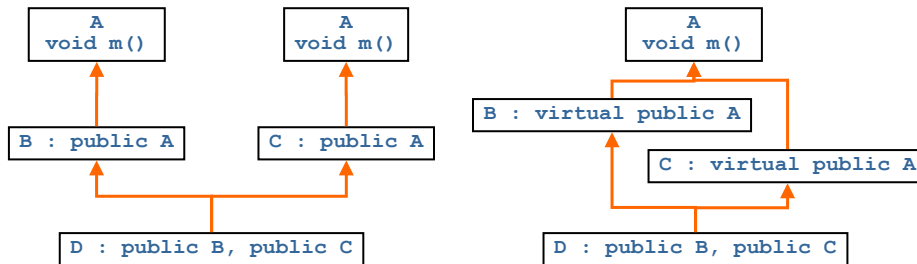 A
void m()
A
void m()
B : public A
C : public A
D : public B, public C
A
void m()
B : virtual public A
C : virtual public A
D : public B, public C